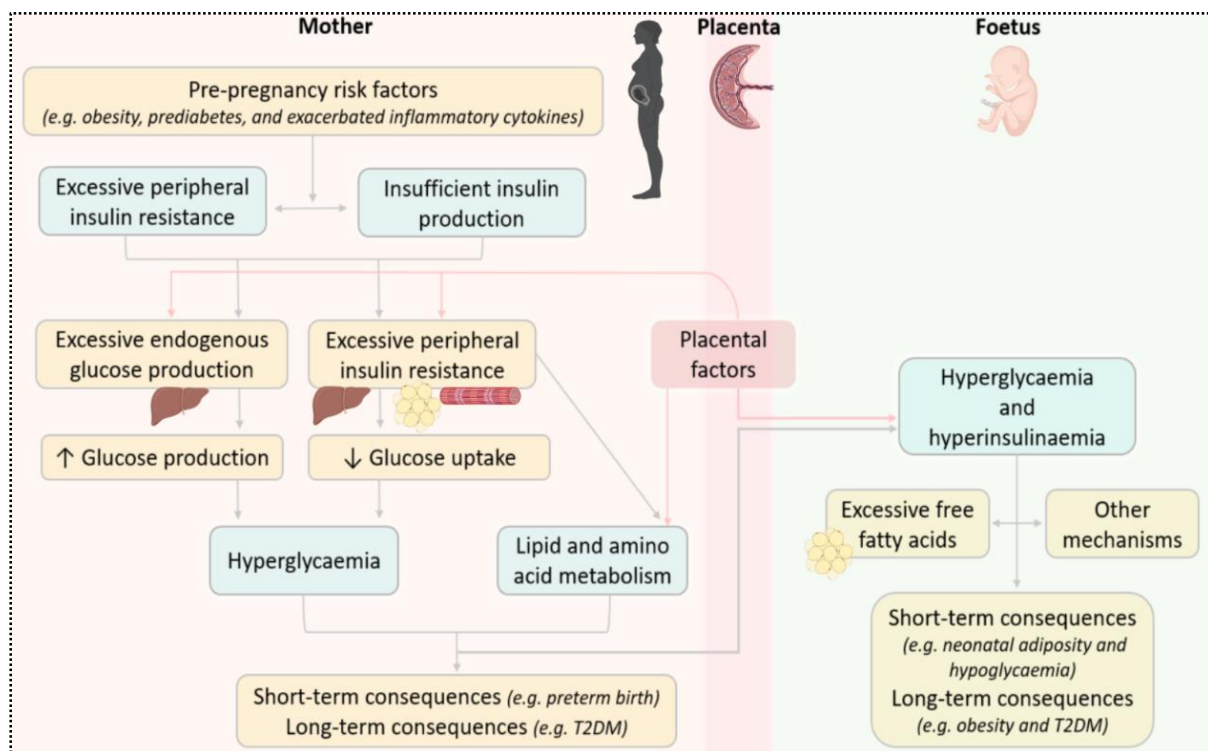 Mother
Placenta
Foetus
Pre-pregnancy risk factors
(e.g. obesity, prediabetes, and exacerbated inflammatory cytokines)
Excessive peripheral
insulin resistance
Insufficient insulin
production
Excessive endogenous
glucose production
Excessive peripheral
insulin resistance
Placental
factors
Hyperglycaemia
and
hyperinsulinaemia
↑ Glucose production
↓ Glucose uptake
Hyperglycaemia
Lipid and amino
acid metabolism
Excessive free
fatty acids
Other
mechanisms
Short-term consequences (e.g. preterm birth)
Long-term consequences (e.g. T2DM)
Short-term consequences
(e.g. neonatal adiposity and
hypoglycaemia)
Long-term consequences
(e.g. obesity and T2DM)